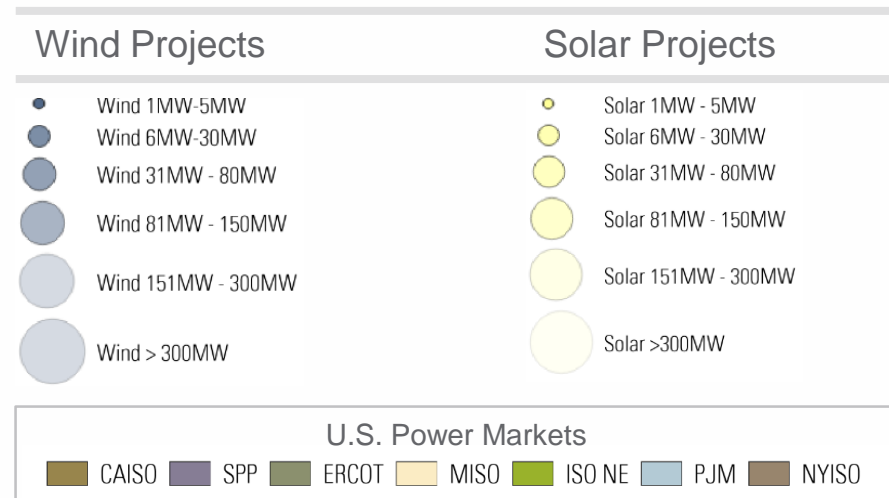 Wind Projects
Solar Projects
Wind 1MW-5MW
Wind 6MW-30MW
Wind 31MW - 80MW
Wind 81MW - 150MW
Wind 151MW - 300MW
Wind > 300MW
Solar 1MW - 5MW
Solar 6MW - 30MW
Solar 31MW - 80MW
Solar 81MW - 150MW
Solar 151MW - 300MW
Solar >300MW
U.S. Power Markets
CAISO SPP ERCOT MISO ISO NE PJM NYISO